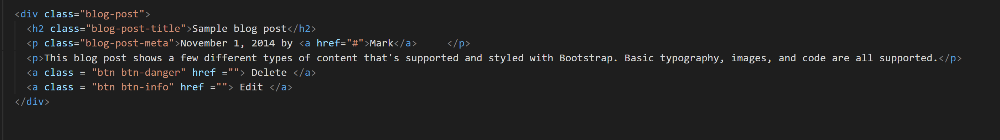 <div class="blog-post">
<h2 class="blog-post-title">Sample blog post</h2>
<p class="blog-post-meta">November 1, 2014 by <a href="#">Mark</a>     </p>
<p>This blog post shows a few different types of content that's supported and styled with Bootstrap. Basic typography, images, and code are all supported.</p>
<a class = "btn btn-danger" href =""> Delete </a>
<a class = "btn btn-info" href =""> Edit </a>
</div>